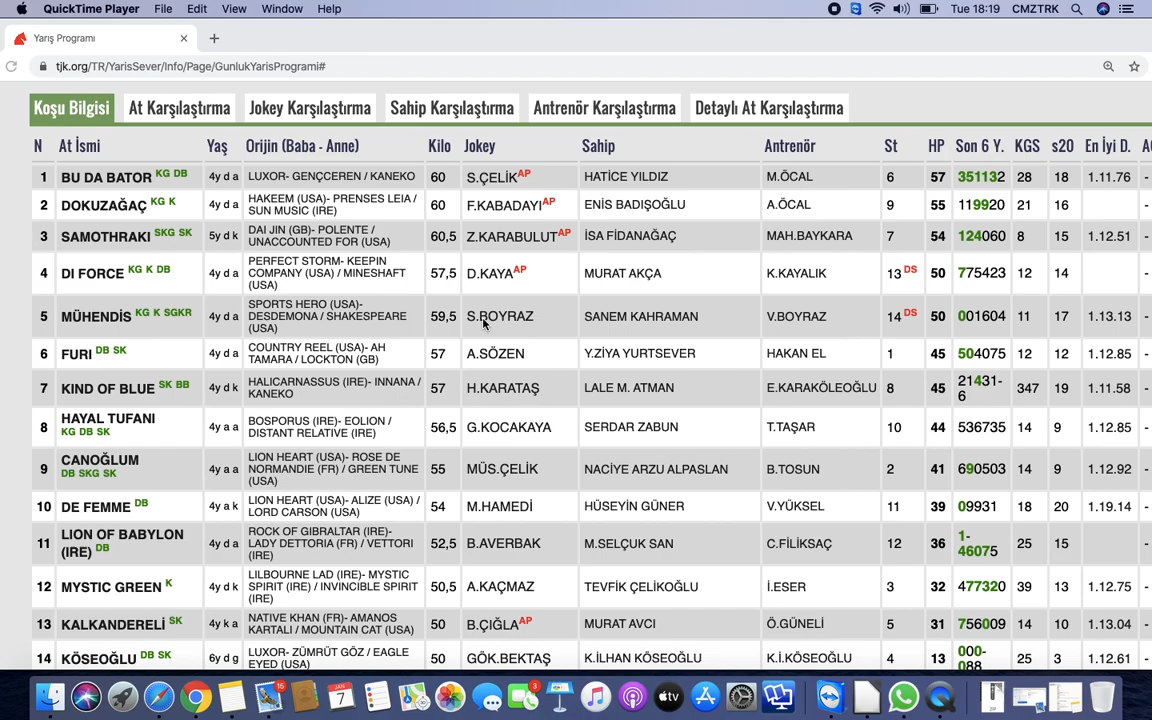 QuickTime Player File Edit View Window Help Tue 18:19 CMZTRK
Yarış Programı
tjk.org/TR/YarisSever/Info/Page/GunlukYarisProgrami#
Koşu Bilgisi At Karşılaştırma Jokey Karşılaştırma Sahip Karşılaştırma Antrenör Karşılaştırma Detaylı At Karşılaştırma
N At İsmi Yaş Orijin (Baba - Anne) Kilo Jokey Sahip Antrenör St HP Son 6 Y. KGS s20 En İyi D.
1 BU DA BATOR KG DB 4y d a LUXOR- GENÇCEREN / KANEKO 60 S.ÇELİK AP HATİCE YILDIZ M.ÖCAL 6 57 351132 28 18 1.11.76 -
2 DOKUZAĞAÇ KG K 4y d a HAKEEM (USA)- PRENSES LEIA / SUN MUSIC (IRE) 60 F.KABADAYI AP ENİS BADIŞOĞLU A.ÖCAL 9 55 119920 21 16 -
3 SAMOTHRAKI SKG SK 5y d k DAI JIN (GB)- POLENTE / UNACCOUNTED FOR (USA) 60,5 Z.KARABULUT AP İSA FİDANAĞAÇ MAH.BAYKARA 7 54 124060 8 15 1.12.51 -
4 DI FORCE KG K DB 4y d a PERFECT STORM- KEEPIN COMPANY (USA) / MINESHAFT (USA) 57,5 D.KAYA AP MURAT AKÇA K.KAYALIK 13 DS 50 775423 12 14 -
5 MÜHENDİS KG K SGKR 4y d a SPORTS HERO (USA)- DESDEMONA / SHAKESPEARE (USA) 59,5 S.BOYRAZ SANEM KAHRAMAN V.BOYRAZ 14 DS 50 001604 11 17 1.13.13 -
6 FURI DB SK 4y d a COUNTRY REEL (USA)- AH TAMARA / LOCKTON (GB) 57 A.SÖZEN Y.ZİYA YURTSEVER HAKAN EL 1 45 504075 12 12 1.12.85 -
7 KIND OF BLUE SK BB 4y d k HALICARNASSUS (IRE)- INNANA / KANEKO 57 H.KARATAŞ LALE M. ATMAN E.KARAKÖLEOĞLU 8 45 21431-6 347 19 1.11.58 -
8 HAYAL TUFANI KG DB SK 4y a a BOSPORUS (IRE)- EOLION / DISTANT RELATIVE (IRE) 56,5 G.KOCAKAYA SERDAR ZABUN T.TAŞAR 10 44 536735 14 9 1.12.85 -
9 CANOĞLUM DB SKG SK 4y a a LION HEART (USA)- ROSE DE NORMANDIE (FR) / GREEN TUNE (USA) 55 MÜS.ÇELİK NACİYE ARZU ALPASLAN B.TOSUN 2 41 690503 14 9 1.12.92 -
10 DE FEMME DB 4y a k LION HEART (USA)- ALIZE (USA) / LORD CARSON (USA) 54 M.HAMEDİ HÜSEYİN GÜNER V.YÜKSEL 11 39 09931 18 20 1.19.14 -
11 LION OF BABYLON (IRE) DB 4y d a ROCK OF GIBRALTAR (IRE)- LADY DETTORIA (FR) / VETTORI (IRE) 52,5 B.AVERBAK M.SELÇUK SAN C.FİLİKSAÇ 12 36 1-46075 25 15 -
12 MYSTIC GREEN K 4y d k LILBOURNE LAD (IRE)- MYSTIC SPIRIT (IRE) / INVINCIBLE SPIRIT (IRE) 50,5 A.KAÇMAZ TEVFİK ÇELİKOĞLU İ.ESER 3 32 477320 39 13 1.12.75 -
13 KALKANDERELİ SK 4y k a NATIVE KHAN (FR)- AMANOS KARTALI / MOUNTAIN CAT (USA) 50 B.ÇIĞLA AP MURAT AVCI Ö.GÜNELİ 5 31 756009 14 10 1.13.04 -
14 KÖSEOĞLU DB SK 6y d g LUXOR- ZÜMRÜT GÖZ / EAGLE EYED (USA) 50 GÖK.BEKTAŞ K.İLHAN KÖSEOĞLU K.İ.KÖSEOĞLU 4 13 000-088 25 3 1.12.61 -
16 JAN 7 3 tv